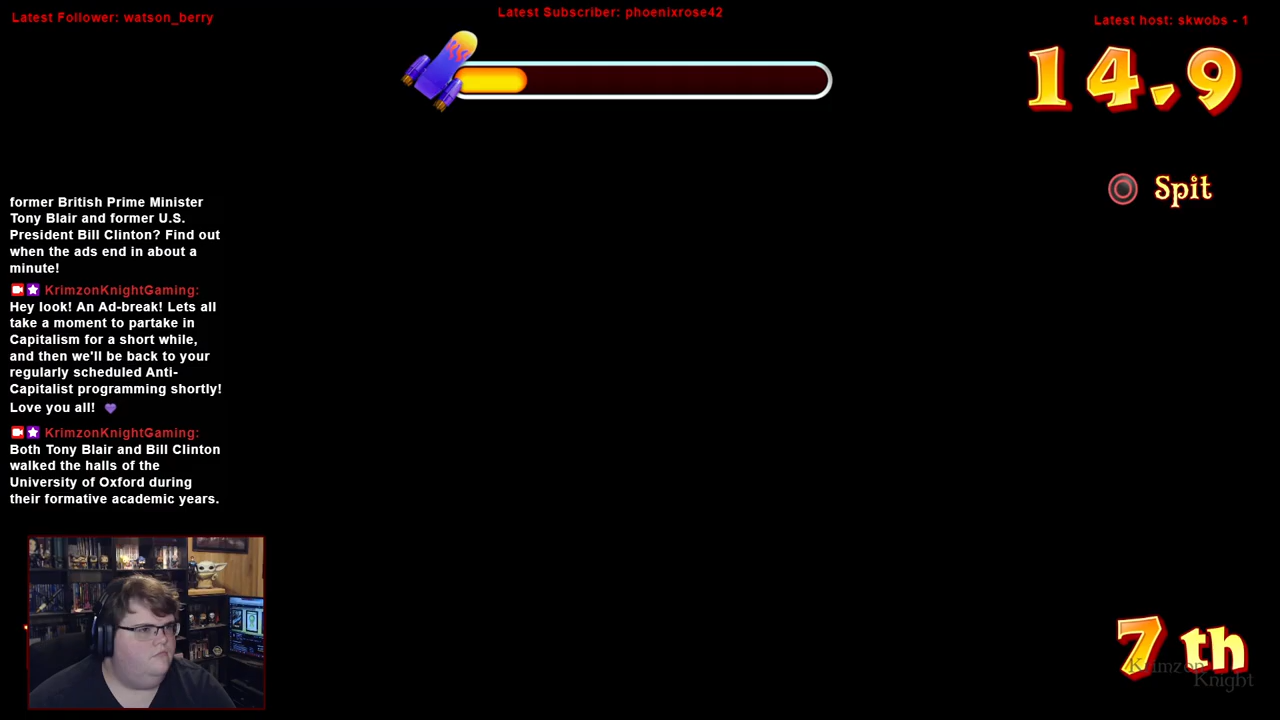 Latest Follower: watson_berry
Latest Subscriber: phoenixrose42
Latest host: skwobs - 1
14.9
Spit
former British Prime Minister
Tony Blair and former U.S.
President Bill Clinton? Find out
when the ads end in about a
minute!
KrimzonKnightGaming:
Hey look! An Ad-break! Lets all
take a moment to partake in
Capitalism for a short while,
and then we'll be back to your
regularly scheduled Anti-
Capitalist programming shortly!
Love you all!
KrimzonKnightGaming:
Both Tony Blair and Bill Clinton
walked the halls of the
University of Oxford during
their formative academic years.
7th
Krimzon
Knight